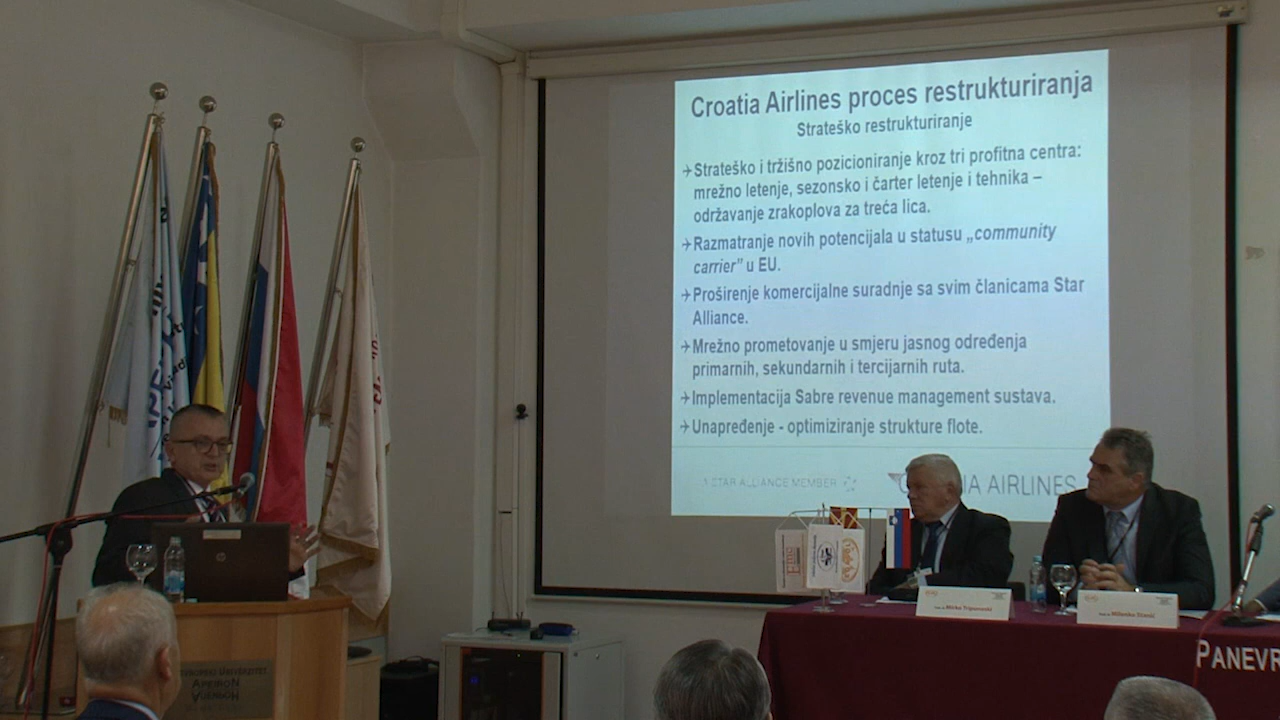 Croatia Airlines proces restrukturiranja
Strateško restrukturiranje
Strateško i tržišno pozicioniranje kroz tri profitna centra:
mrežno letenje, sezonsko i čarter letenje i tehnika –
održavanje zrakoplova za treća lica.
Razmatranje novih potencijala u statusu „community
carrier” u EU.
Proširenje komercijalne suradnje sa svim članicama Star
Alliance.
Mrežno prometovanje u smjeru jasnog određenja
primarnih, sekundarnih i tercijarnih ruta.
Implementacija Sabre revenue management sustava.
Unapređenje - optimiziranje strukture flote.
STAR ALLIANCE MEMBER
IA AIRLINES
PANEVR
APEIRON